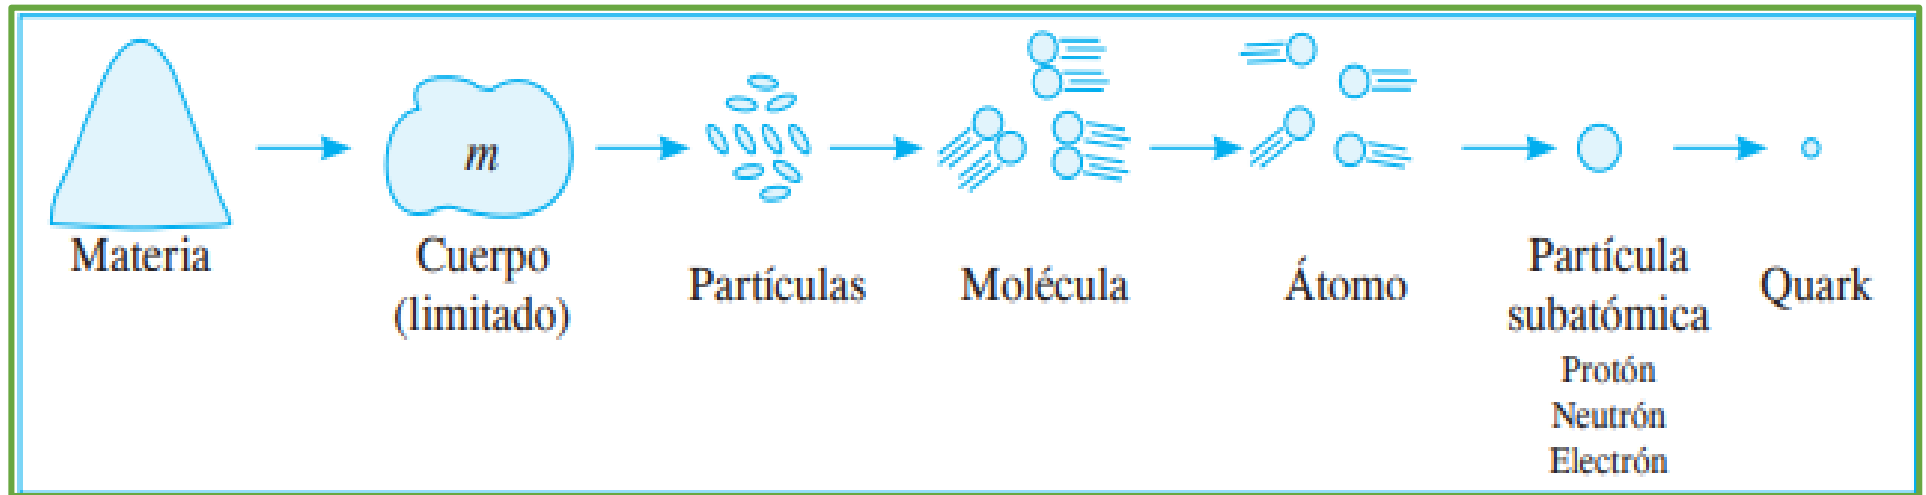 m
Materia
Cuerpo
(limitado)
Partículas
Molécula
Átomo
Partícula
subatómica
Protón
Neutrón
Electrón
Quark